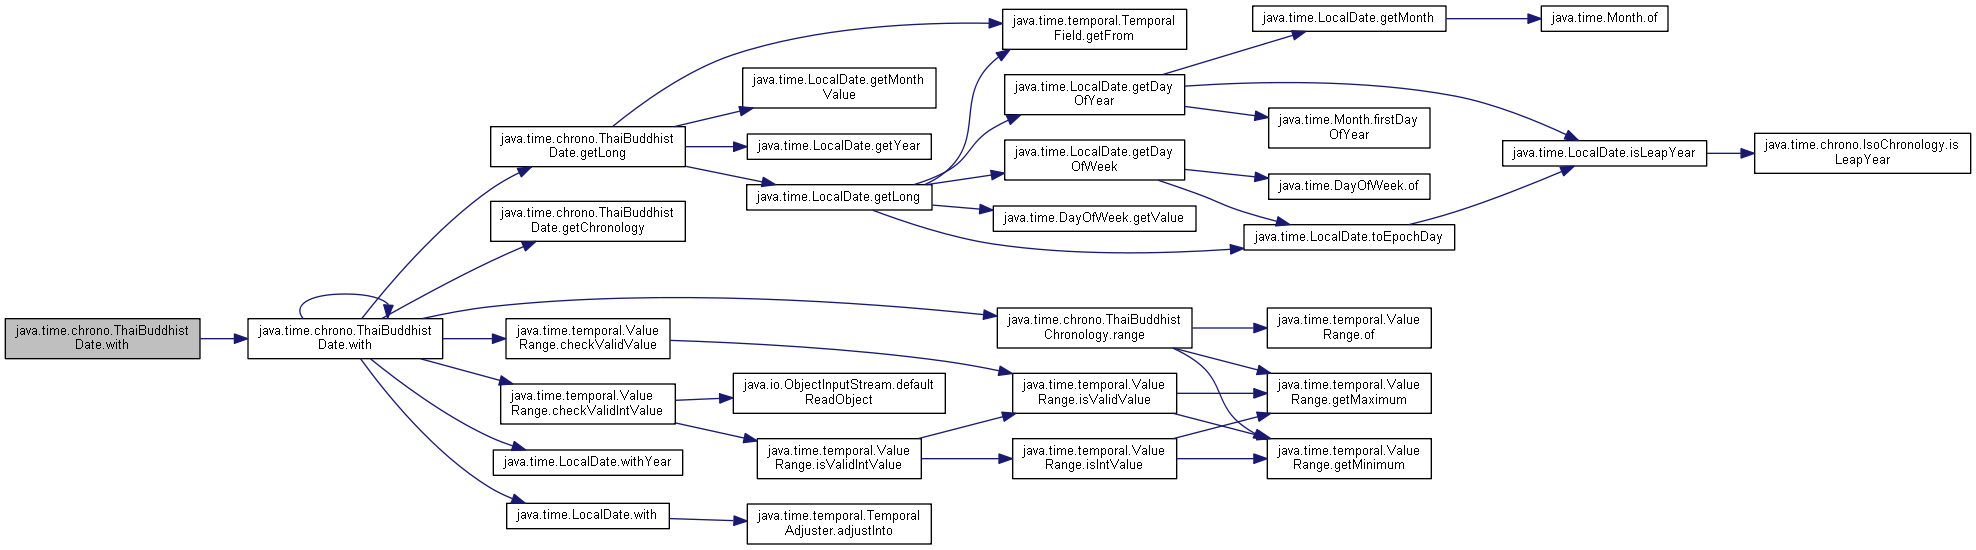 java.time.chrono.ThaiBuddhist
Date.with
java.time.chrono.ThaiBuddhist
Date.with
java.time.chrono.ThaiBuddhist
Date.getLong
java.time.chrono.ThaiBuddhist
Date.getChronology
java.time.temporal.Value
Range.checkValidValue
java.time.temporal.Value
Range.checkValidIntValue
java.time.LocalDate.withYear
java.time.LocalDate.with
java.time.LocalDate.getMonth
Value
java.time.LocalDate.getYear
java.time.LocalDate.getLong
java.io.ObjectInputStream.default
ReadObject
java.time.temporal.Value
Range.isValidIntValue
java.time.temporal.Temporal
Adjuster.adjustInto
java.time.temporal.Temporal
Field.getFrom
java.time.LocalDate.getDay
OfYear
java.time.LocalDate.getDay
OfWeek
java.time.DayOfWeek.getValue
java.time.chrono.ThaiBuddhist
Chronology.range
java.time.temporal.Value
Range.isValidValue
java.time.temporal.Value
Range.isIntValue
java.time.LocalDate.getMonth
java.time.Month.firstDay
OfYear
java.time.DayOfWeek.of
java.time.LocalDate.toEpochDay
java.time.temporal.Value
Range.of
java.time.temporal.Value
Range.getMaximum
java.time.temporal.Value
Range.getMinimum
java.time.Month.of
java.time.LocalDate.isLeapYear
java.time.chrono.IsoChronology.is
LeapYear